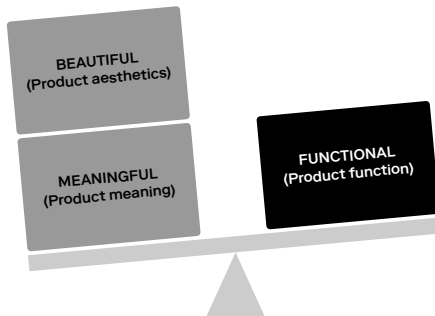 BEAUTIFUL
(Product aesthetics)
MEANINGFUL
(Product meaning)
FUNCTIONAL
(Product function)